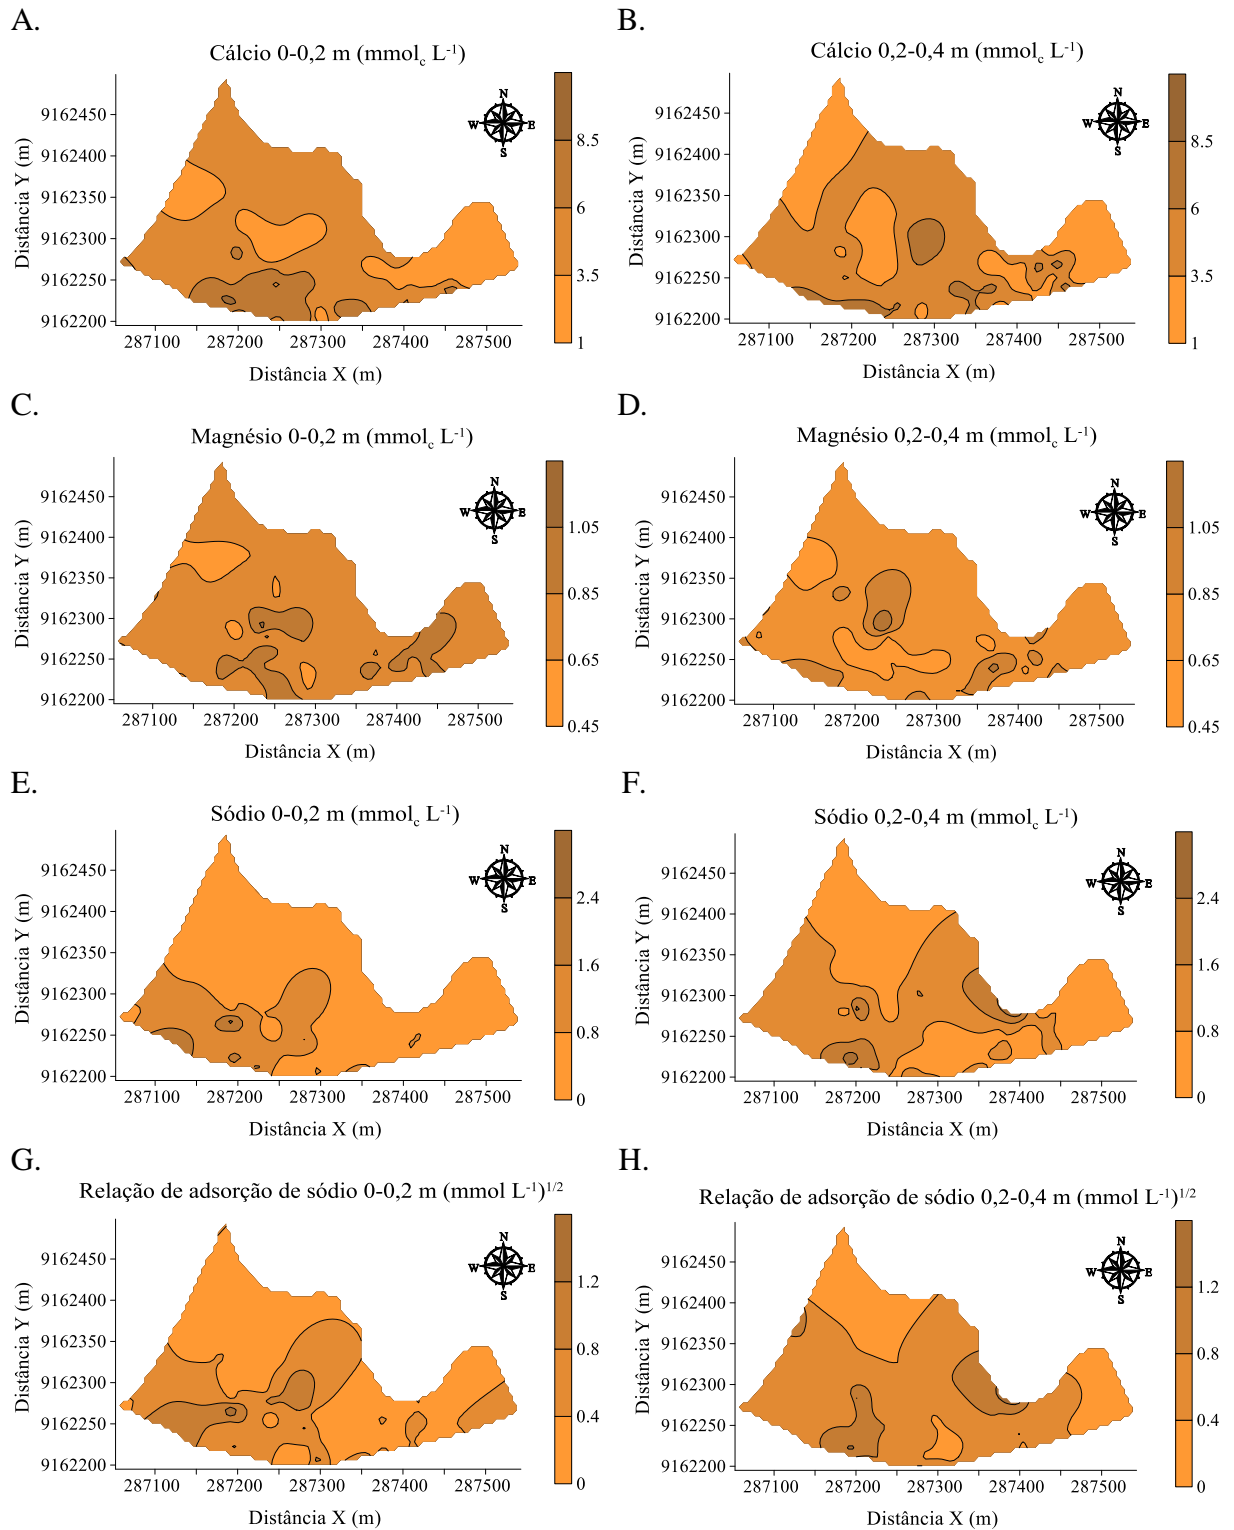 A.
Cálcio 0-0,2 m (mmolc L-1)
N
W E
S
Distância Y (m)
9162450
9162400
9162350
9162300
9162250
9162200
287100 287200 287300 287400 287500
Distância X (m)
8.5
6
3.5
1
B.
Cálcio 0,2-0,4 m (mmolc L-1)
N
W E
S
Distância Y (m)
9162450
9162400
9162350
9162300
9162250
9162200
287100 287200 287300 287400 287500
Distância X (m)
8.5
6
3.5
1
C.
Magnésio 0-0,2 m (mmolc L-1)
N
W E
S
Distância Y (m)
9162450
9162400
9162350
9162300
9162250
9162200
287100 287200 287300 287400 287500
Distância X (m)
1.05
0.85
0.65
0.45
D.
Magnésio 0,2-0,4 m (mmolc L-1)
N
W E
S
Distância Y (m)
9162450
9162400
9162350
9162300
9162250
9162200
287100 287200 287300 287400 287500
Distância X (m)
1.05
0.85
0.65
0.45
E.
Sódio 0-0,2 m (mmolc L-1)
N
W E
S
Distância Y (m)
9162450
9162400
9162350
9162300
9162250
9162200
287100 287200 287300 287400 287500
Distância X (m)
2.4
1.6
0.8
0
F.
Sódio 0,2-0,4 m (mmolc L-1)
N
W E
S
Distância Y (m)
9162450
9162400
9162350
9162300
9162250
9162200
287100 287200 287300 287400 287500
Distância X (m)
2.4
1.6
0.8
0
G.
Relação de adsorção de sódio 0-0,2 m (mmol L-1)1/2
N
W E
S
Distância Y (m)
9162450
9162400
9162350
9162300
9162250
9162200
287100 287200 287300 287400 287500
Distância X (m)
1.2
0.8
0.4
0
H.
Relação de adsorção de sódio 0,2-0,4 m (mmol L-1)1/2
N
W E
S
Distância Y (m)
9162450
9162400
9162350
9162300
9162250
9162200
287100 287200 287300 287400 287500
Distância X (m)
1.2
0.8
0.4
0